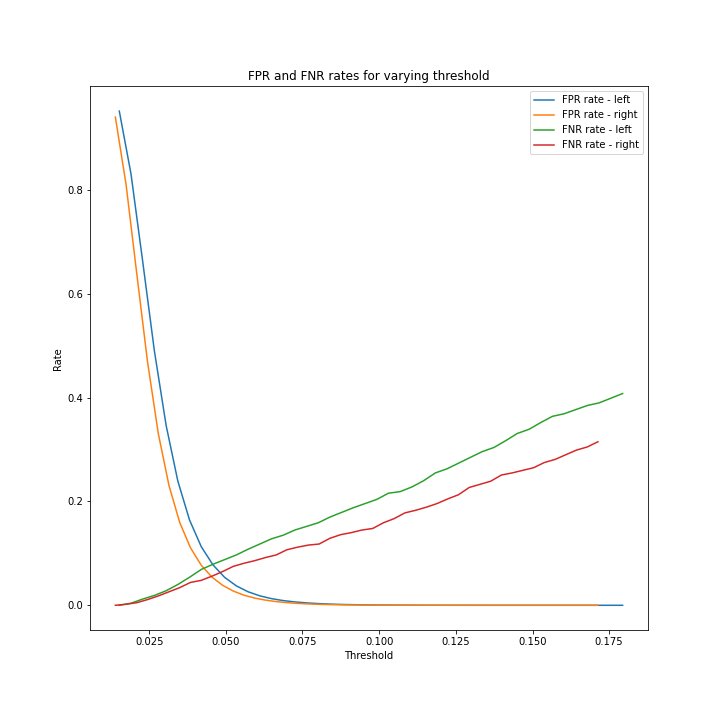 FPR and FNR rates for varying threshold
FPR rate - left
FPR rate - right
FNR rate - left
FNR rate - right
0.8
0.6
0.4
0.2
0.0
Rate
0.025 0.050 0.075 0.100 0.125 0.150 0.175
Threshold